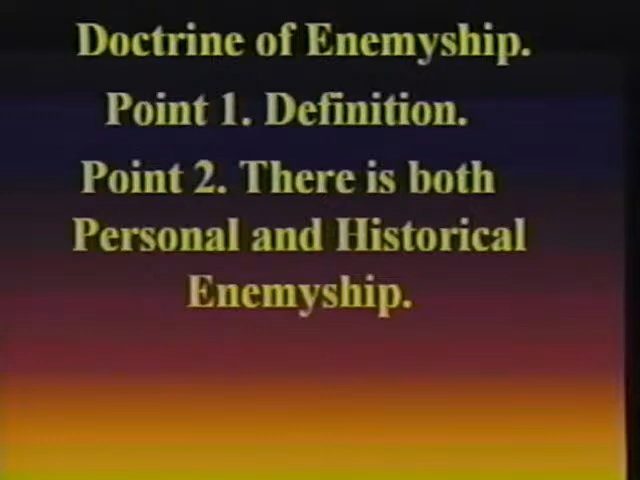 Doctrine of Enemyship.
Point 1. Definition.
Point 2. There is both
Personal and Historical
Enemyship.